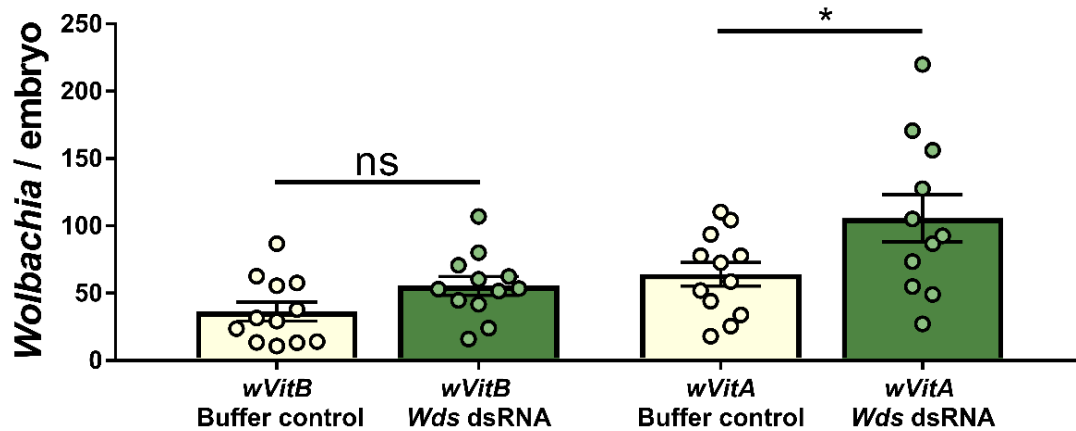 Wolbachia / embryo
250
200
150
100
50
0
ns
*
wVitB
Buffer control
wVitB
Wds dsRNA
wVitA
Buffer control
wVitA
Wds dsRNA